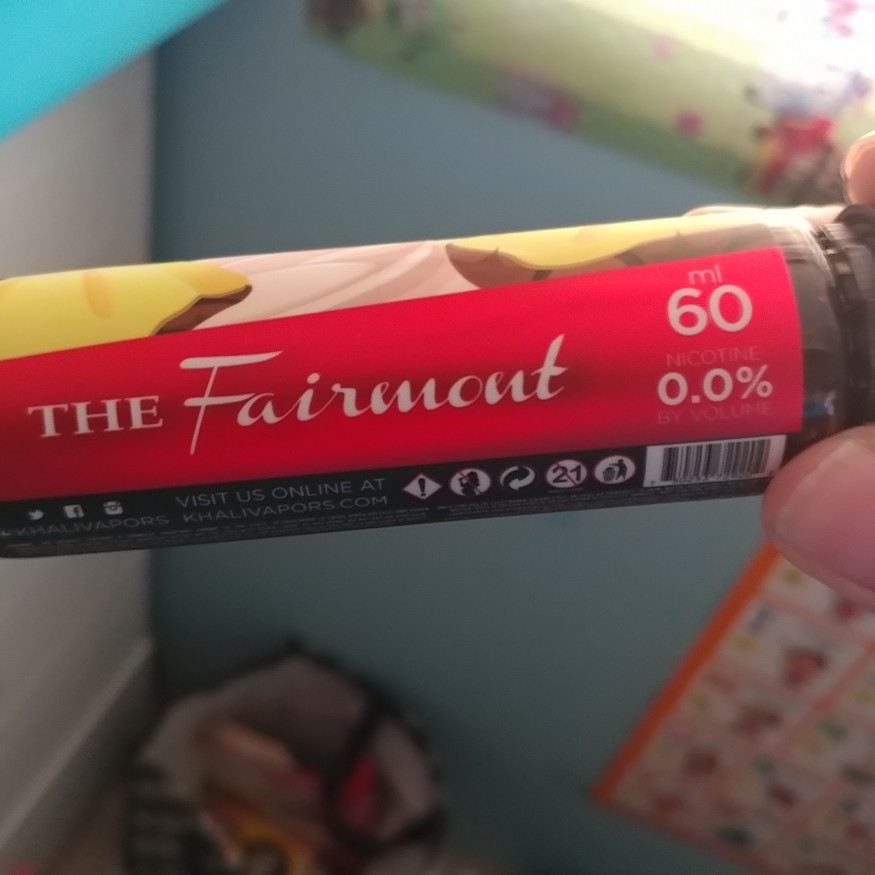 THE Fairmont
ml
60
NICOTINE
0.0%
BY VOLUME
KHALIVAPORS
VISIT US ONLINE AT
KHALIVAPORS.COM
21